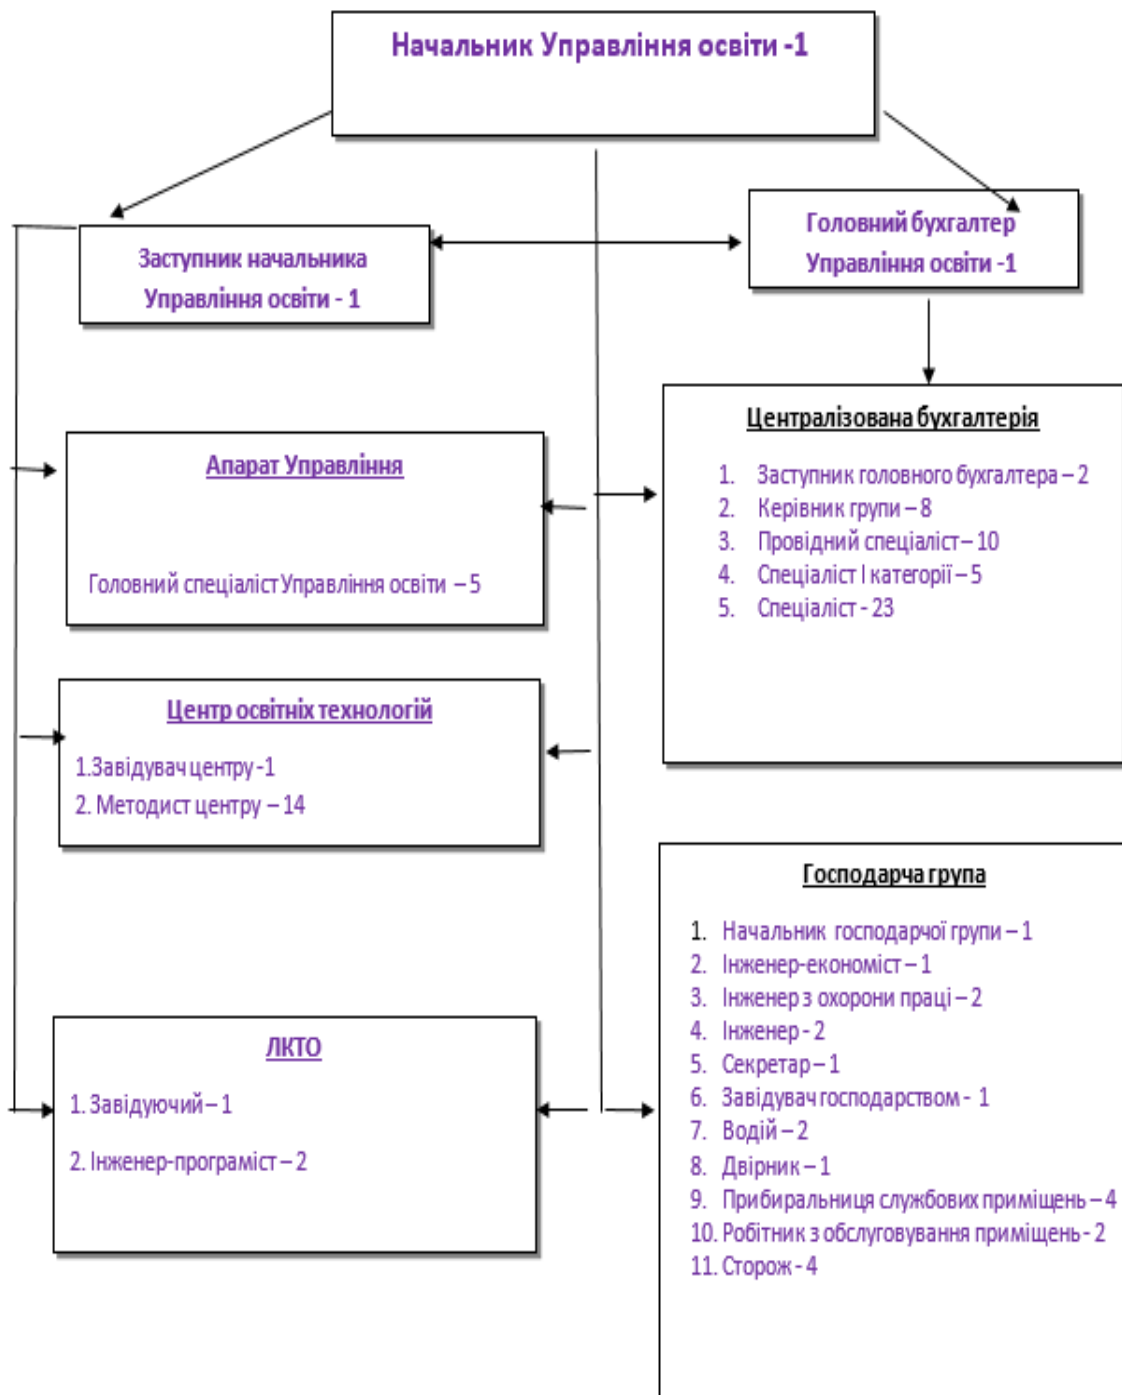 Начальник Управління освіти -1
Заступник начальника
Управління освіти - 1
Головний бухгалтер
Управління освіти -1
Апарат Управління
Головний спеціаліст Управління освіти – 5
Централізована бухгалтерія
1. Заступник головного бухгалтера – 2
2. Керівник групи – 8
3. Провідний спеціаліст – 10
4. Спеціаліст І категорії – 5
5. Спеціаліст - 23
Центр освітніх технологій
1.Завідувач центру -1
2. Методист центру – 14
Господарча група
1. Начальник господарчої групи – 1
2. Інженер-економіст – 1
3. Інженер з охорони праці – 2
4. Інженер - 2
5. Секретар – 1
6. Завідувач господарством - 1
7. Водій – 2
8. Двірник – 1
9. Прибиральниця службових приміщень – 4
10. Робітник з обслуговування приміщень - 2
11. Сторож - 4
ЛКТО
1. Завідуючий – 1
2. Інженер-програміст – 2